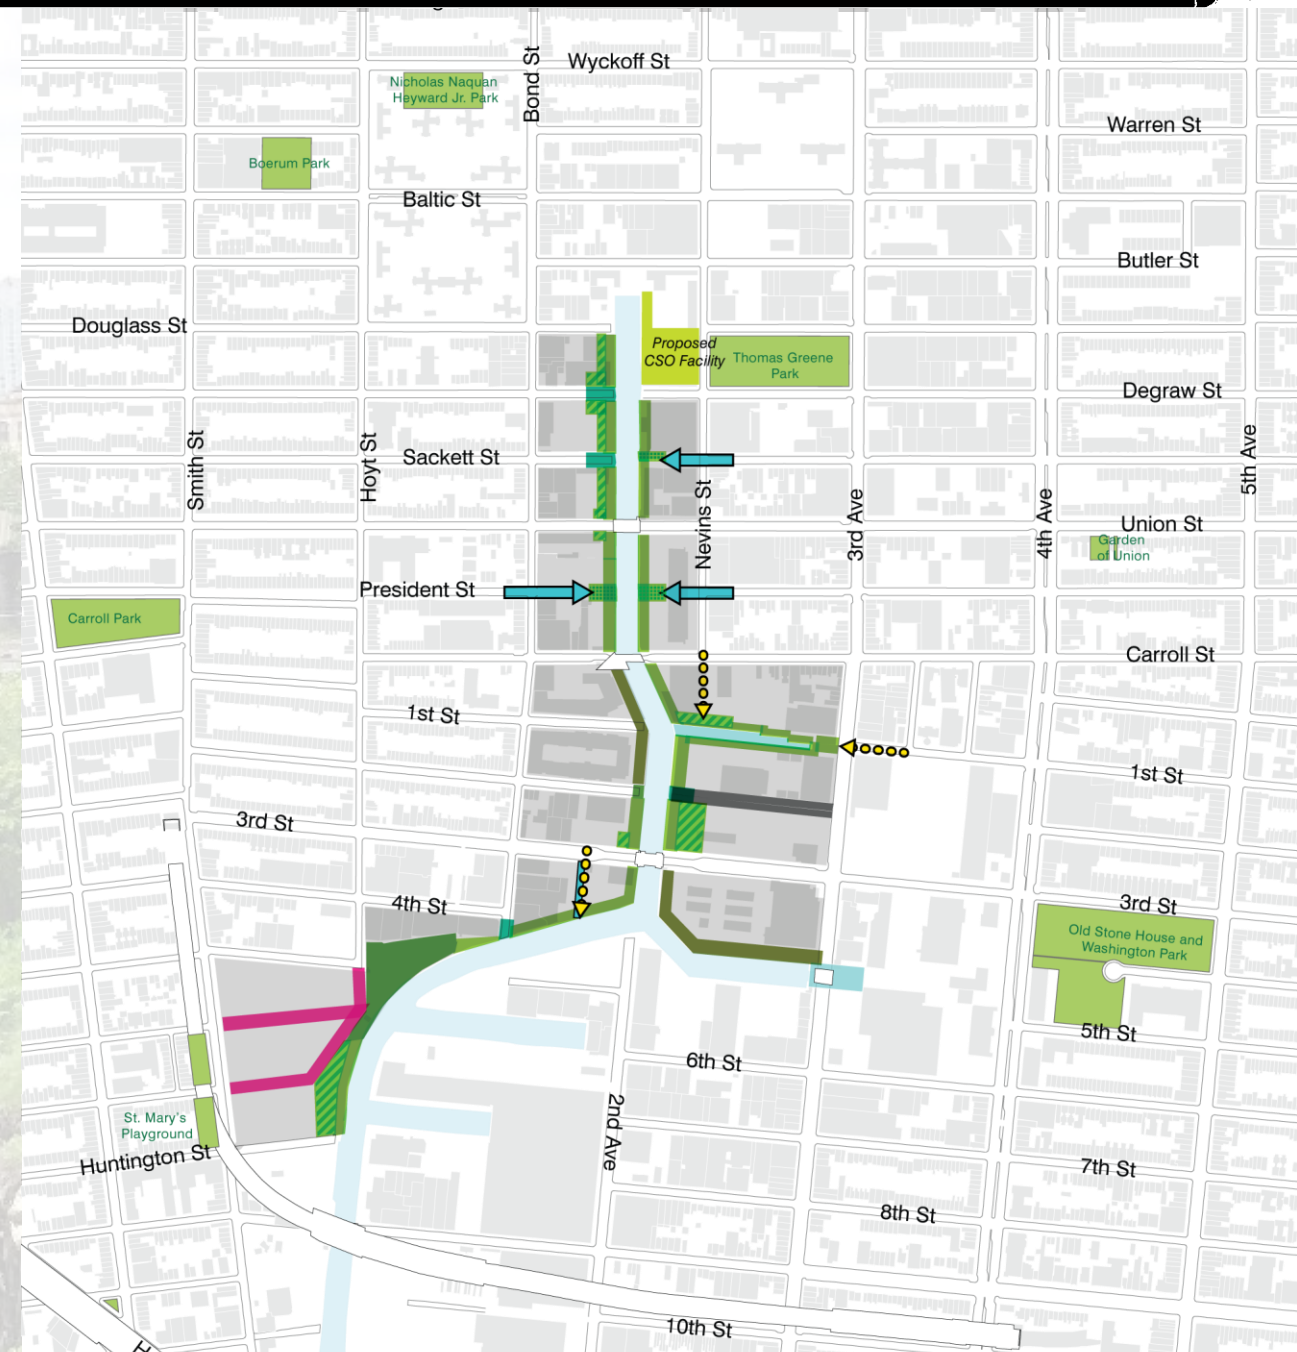 Wyckoff St
Bond St
Nicholas Naquan
Heyward Jr. Park
Warren St
Boerum Park
Baltic St
Butler St
Douglass St
Proposed
CSO Facility
Thomas Greene
Park
Degraw St
Smith St
Hoyt St
Sackett St
Nevins St
3rd Ave
4th Ave
5th Ave
Union St
Garden
of Union
President St
Carroll Park
Carroll St
1st St
1st St
3rd St
4th St
3rd St
Old Stone House and
Washington Park
5th St
6th St
2nd Ave
St. Mary's
Playground
Huntington St
7th St
8th St
10th St